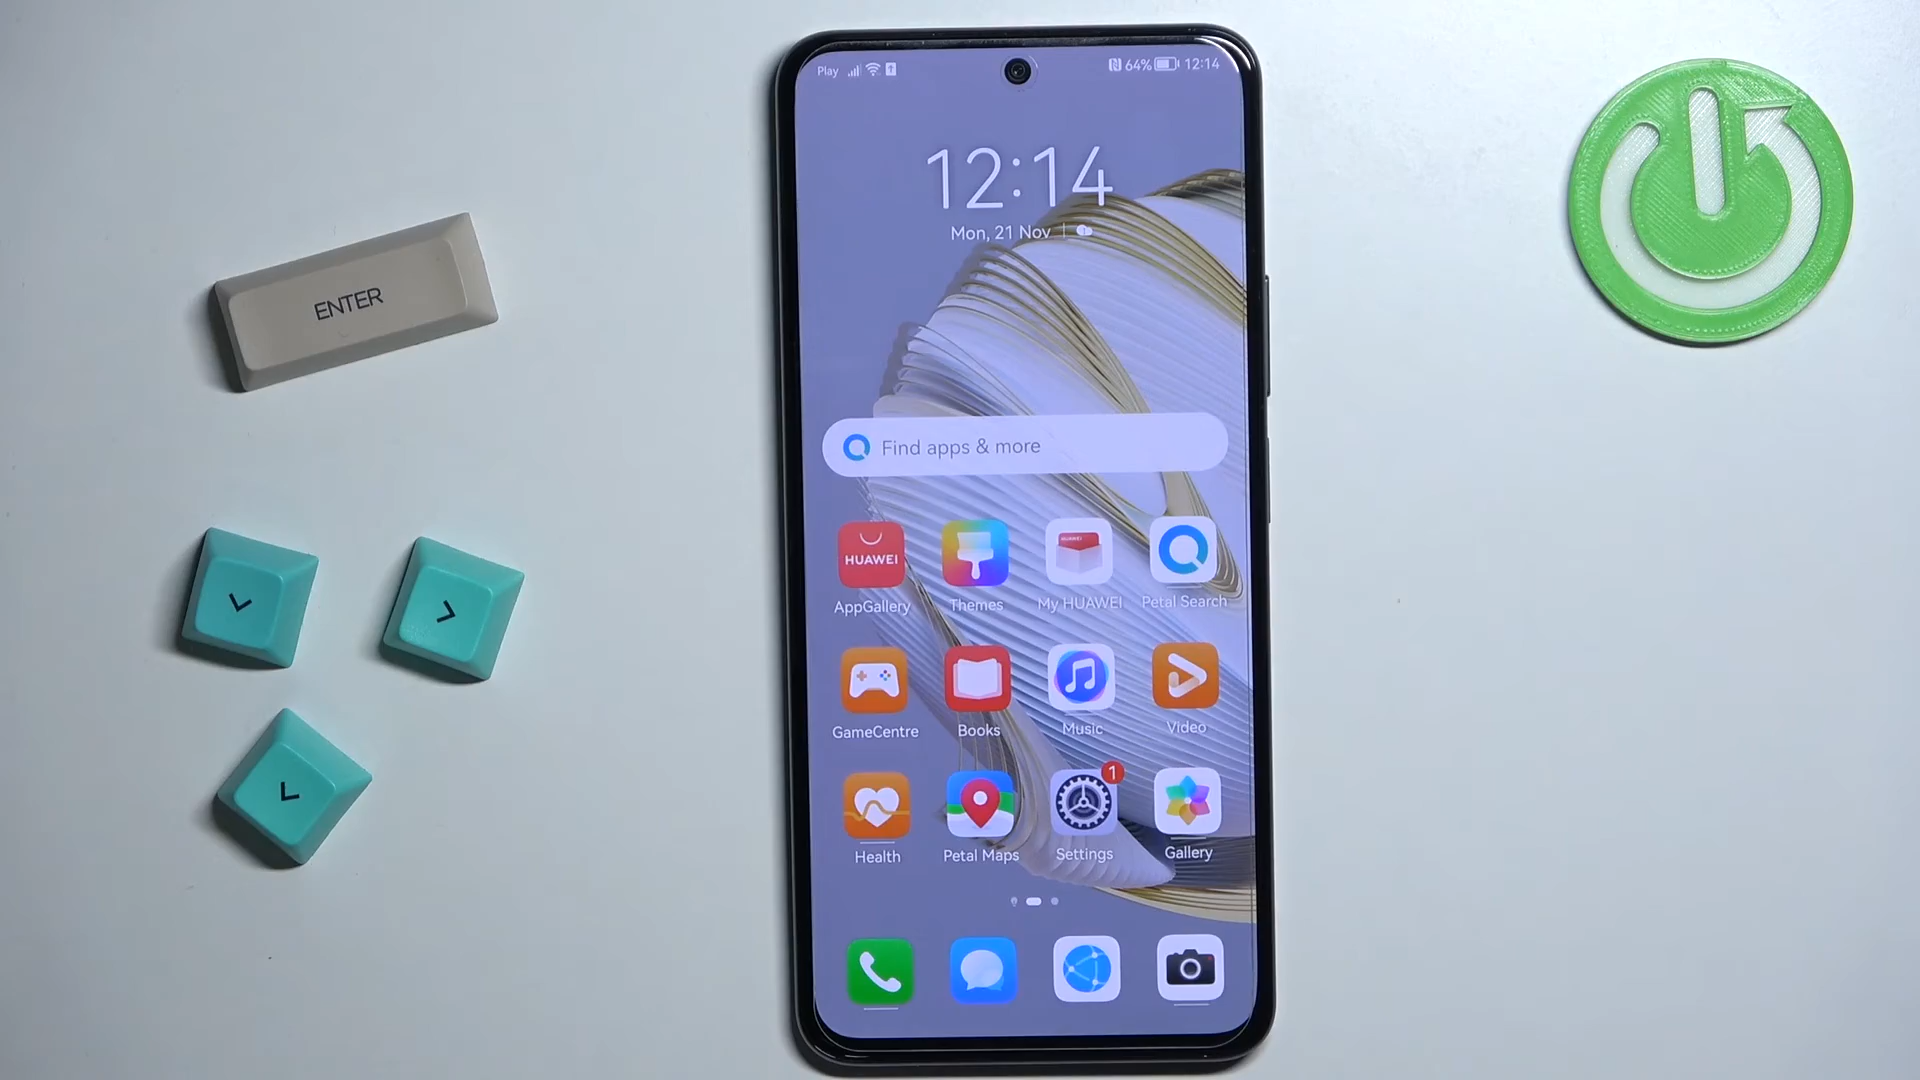 Play
64%
12:14
12:14
Mon, 21 Nov
ENTER
Find apps & more
HUAWEI
HUAWEI
AppGallery
Themes
My HUAWEI
Petal Search
GameCentre
Books
Music
Video
1
Health
Petal Maps
Settings
Gallery